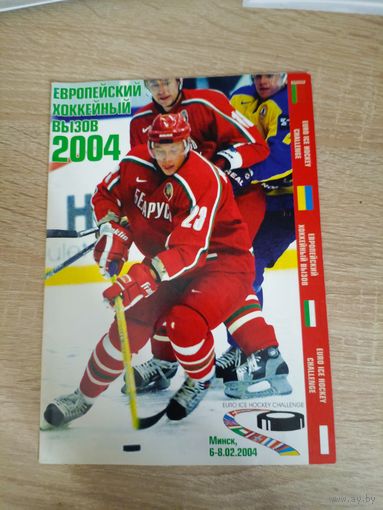 ЕВРОПЕЙСКИЙ
ХОККЕЙНЫЙ
ВЫЗОВ
2004
БЕЛАРУСЬ
23
EURO ICE HOCKEY
CHALLENGE
ЕВРОПЕЙСКИЙ
ХОККЕЙНЫЙ ВЫЗОВ
EURO ICE HOCKEY
CHALLENGE
EURO ICE HOCKEY CHALLENGE
Минск,
6-8.02.2004
ay.by